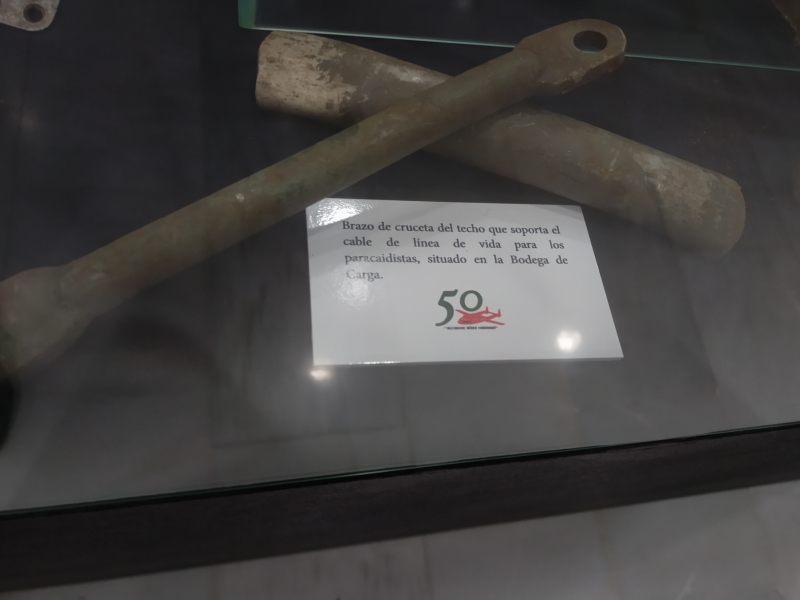 Brazo de cruceta del techo que soporta el
cable de línea de vida para los
paracaidistas, situado en la Bodega de
Carga.
50